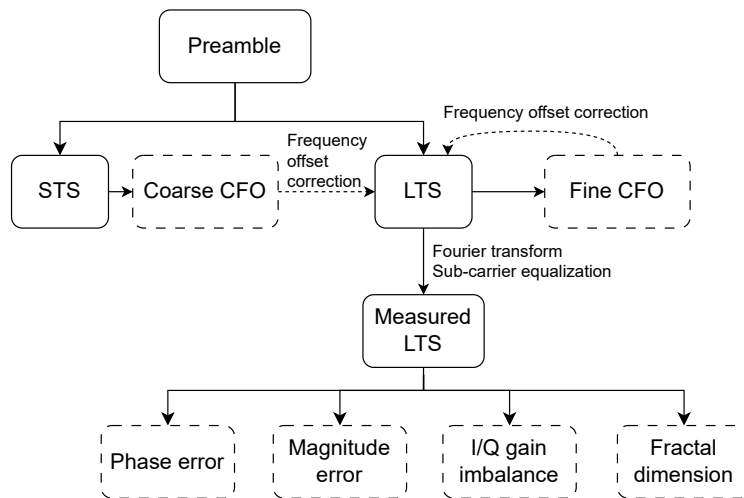 Preamble
Frequency offset correction
Frequency
offset
correction
STS
Coarse CFO
LTS
Fine CFO
Fourier transform
Sub-carrier equalization
Measured
LTS
Phase error
Magnitude
error
I/Q gain
imbalance
Fractal
dimension